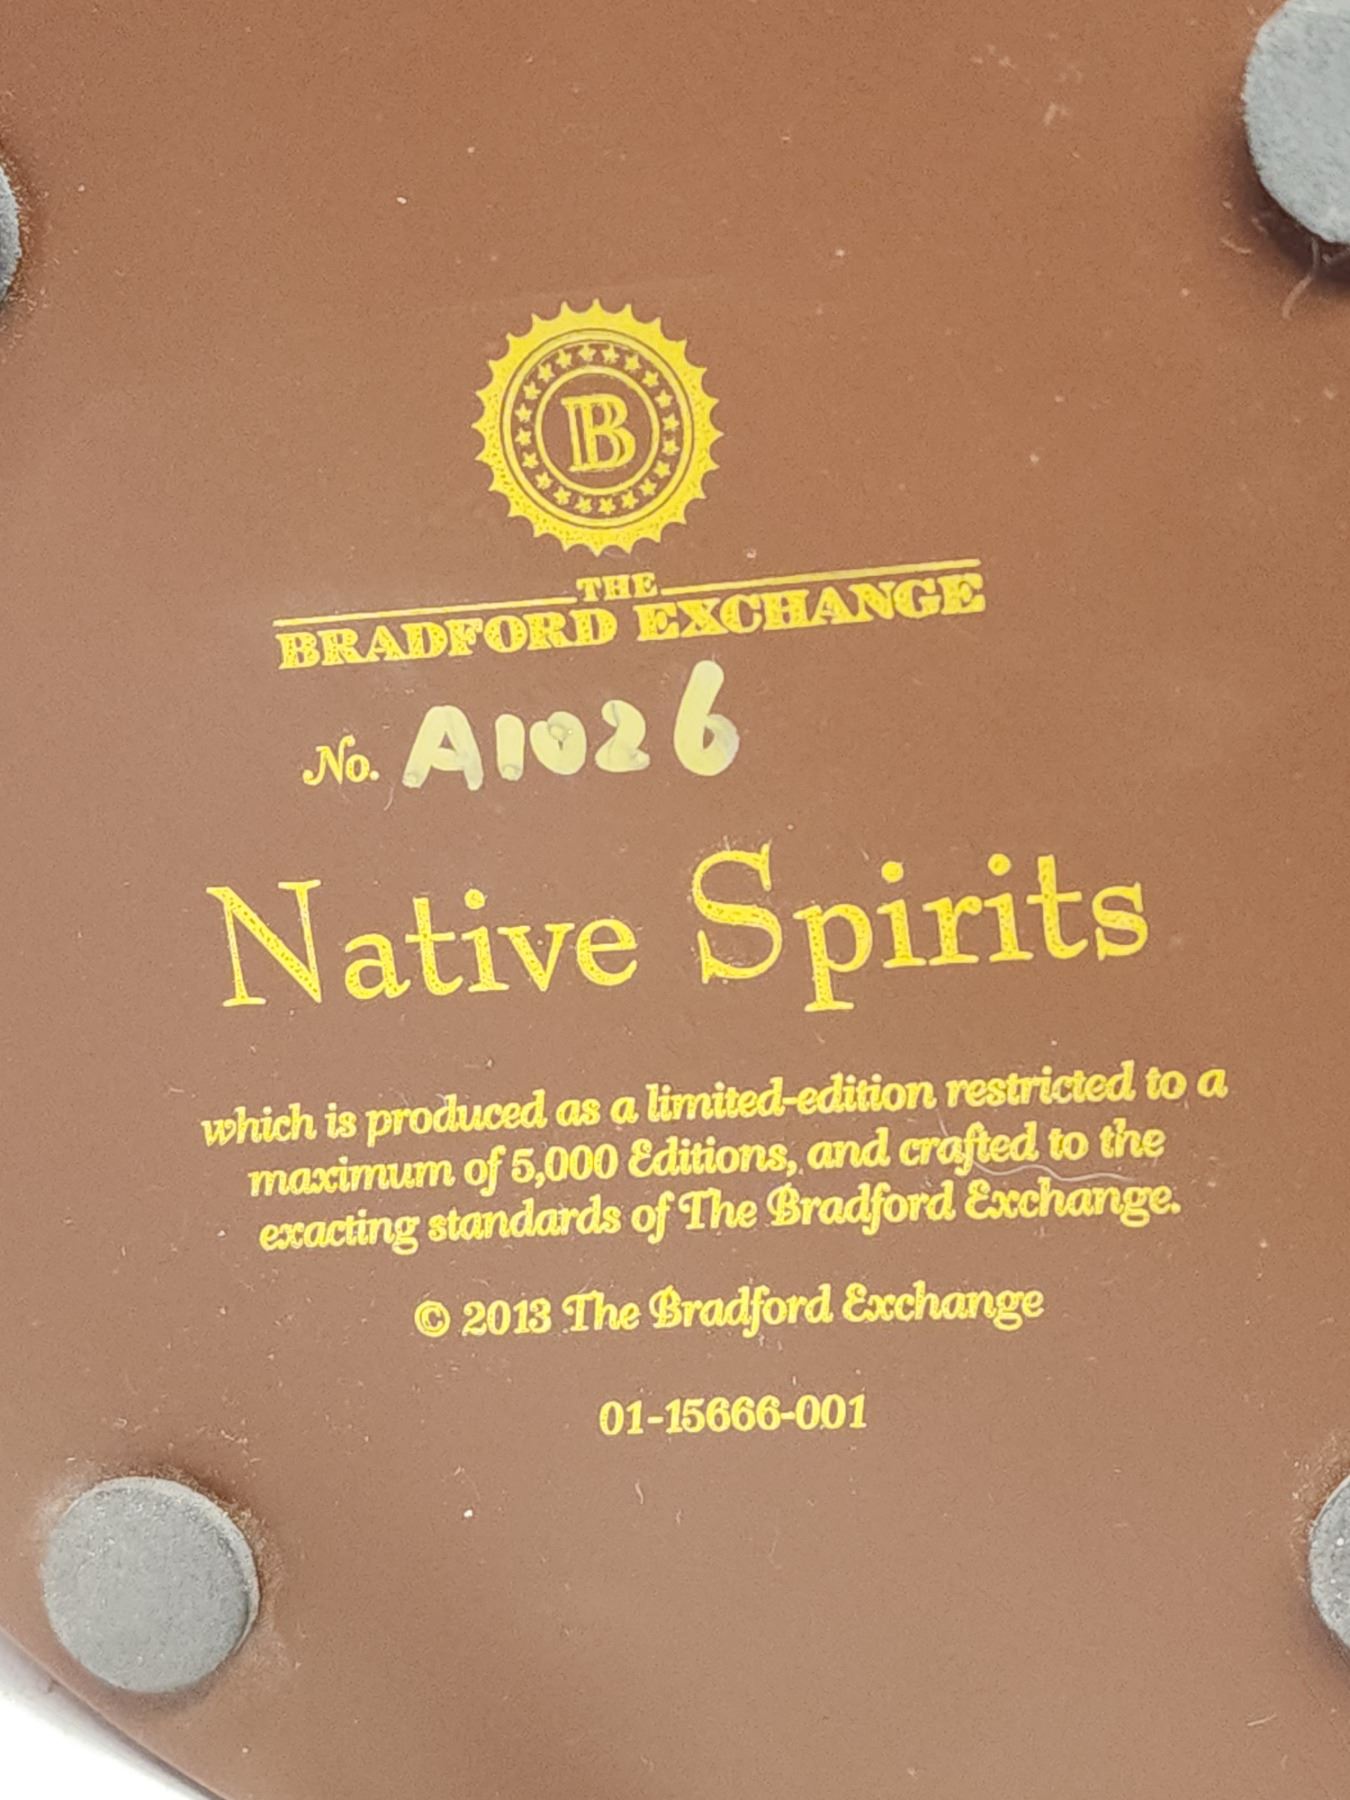 B
THE
BRADFORD EXCHANGE
No. A1026
Native Spirits
which is produced as a limited-edition restricted to a
maximum of 5,000 Editions, and crafted to the
exacting standards of The Bradford Exchange.
© 2013 The Bradford Exchange
01-15666-001